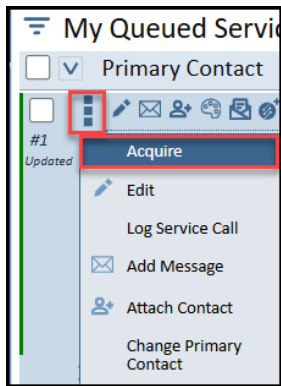 My Queued Servic
Primary Contact
#1
Updated
Acquire
Edit
Log Service Call
Add Message
Attach Contact
Change Primary
Contact